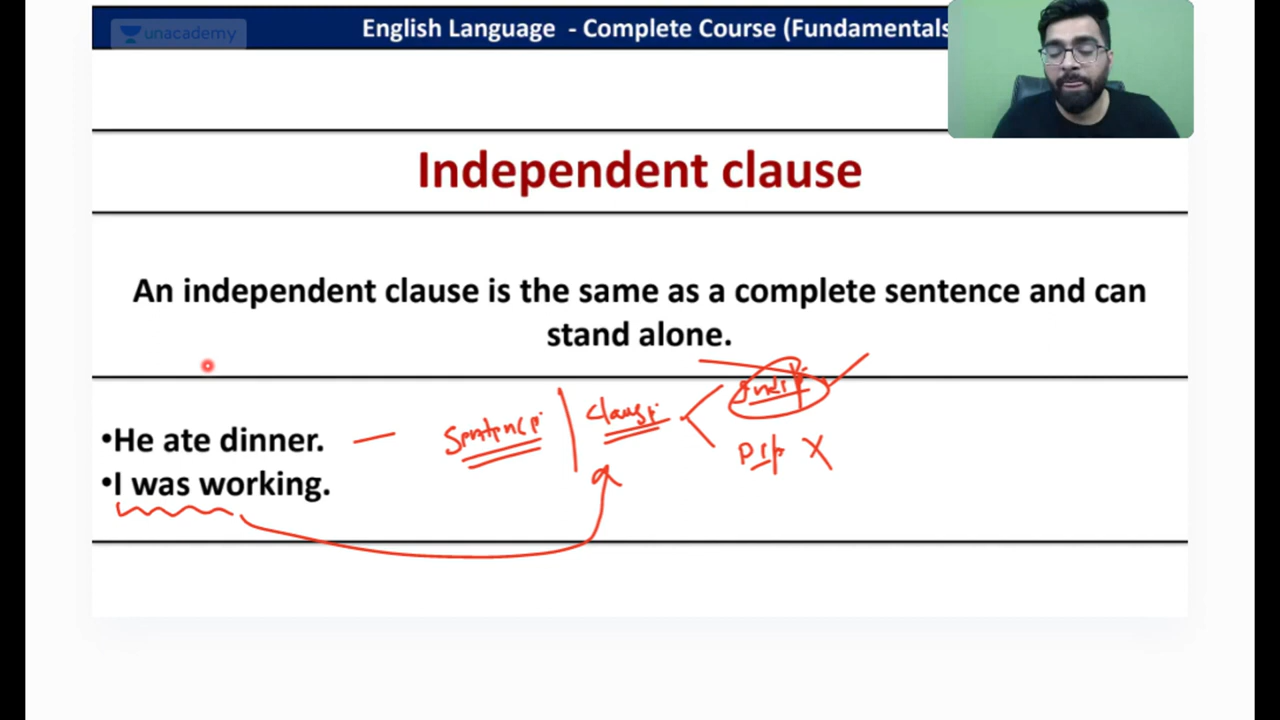 unacademy
English Language - Complete Course (Fundamentals
Independent clause
An independent clause is the same as a complete sentence and can
stand alone.
•He ate dinner. — Sentence | Clause
•I was working.
Dep X